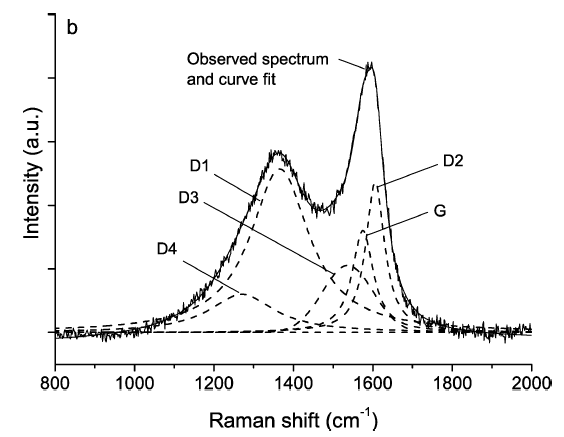 b
Observed spectrum
and curve fit
D1
D2
D3
G
D4
Intensity (a.u.)
800 1000 1200 1400 1600 1800 2000
Raman shift (cm⁻¹)